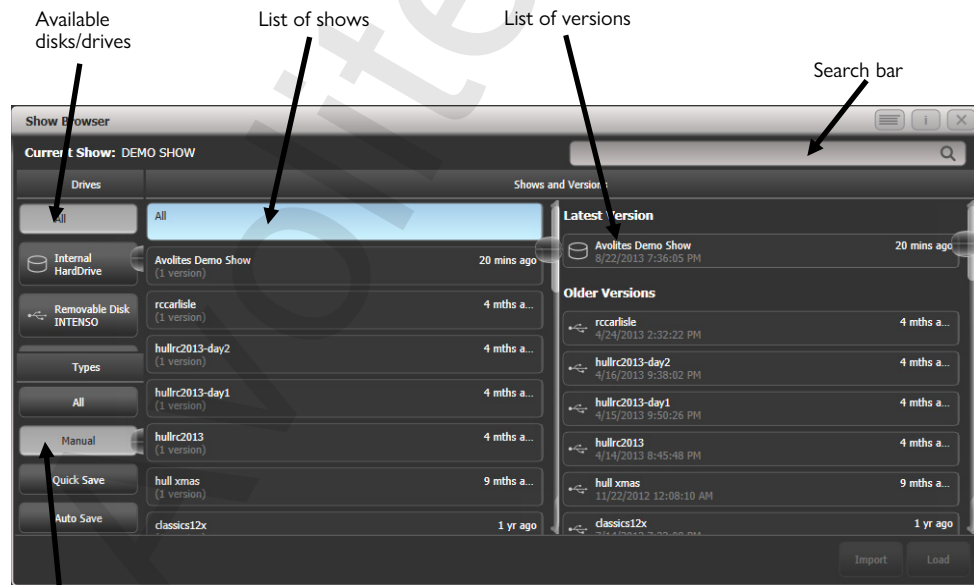 Available
disks/drives
List of shows
List of versions
Search bar
Show Browser
Current Show: DEMO SHOW
Drives
Shows and Versions
All
Internal
HardDrive
Removable Disk
INTENSO
Types
All
Manual
Quick Save
Auto Save
All
Avolites Demo Show 20 mins ago
(1 version)
rccarlisle 4 mths a...
(1 version)
hullrc2013-day2 4 mths a...
(1 version)
hullrc2013-day1 4 mths a...
(1 version)
hullrc2013 4 mths a...
(1 version)
hull xmas 9 mths a...
(1 version)
classics12x 1 yr ago
Latest Version
Avolites Demo Show 20 mins ago
8/22/2013 7:36:05 PM
Older Versions
rccarlisle 4 mths a...
4/24/2013 2:32:22 PM
hullrc2013-day2 4 mths a...
4/16/2013 9:38:02 PM
hullrc2013-day1 4 mths a...
4/15/2013 9:50:26 PM
hullrc2013 4 mths a...
4/14/2013 8:45:48 PM
hull xmas 9 mths a...
11/22/2012 12:08:10 AM
classics12x 1 yr ago
Import Load